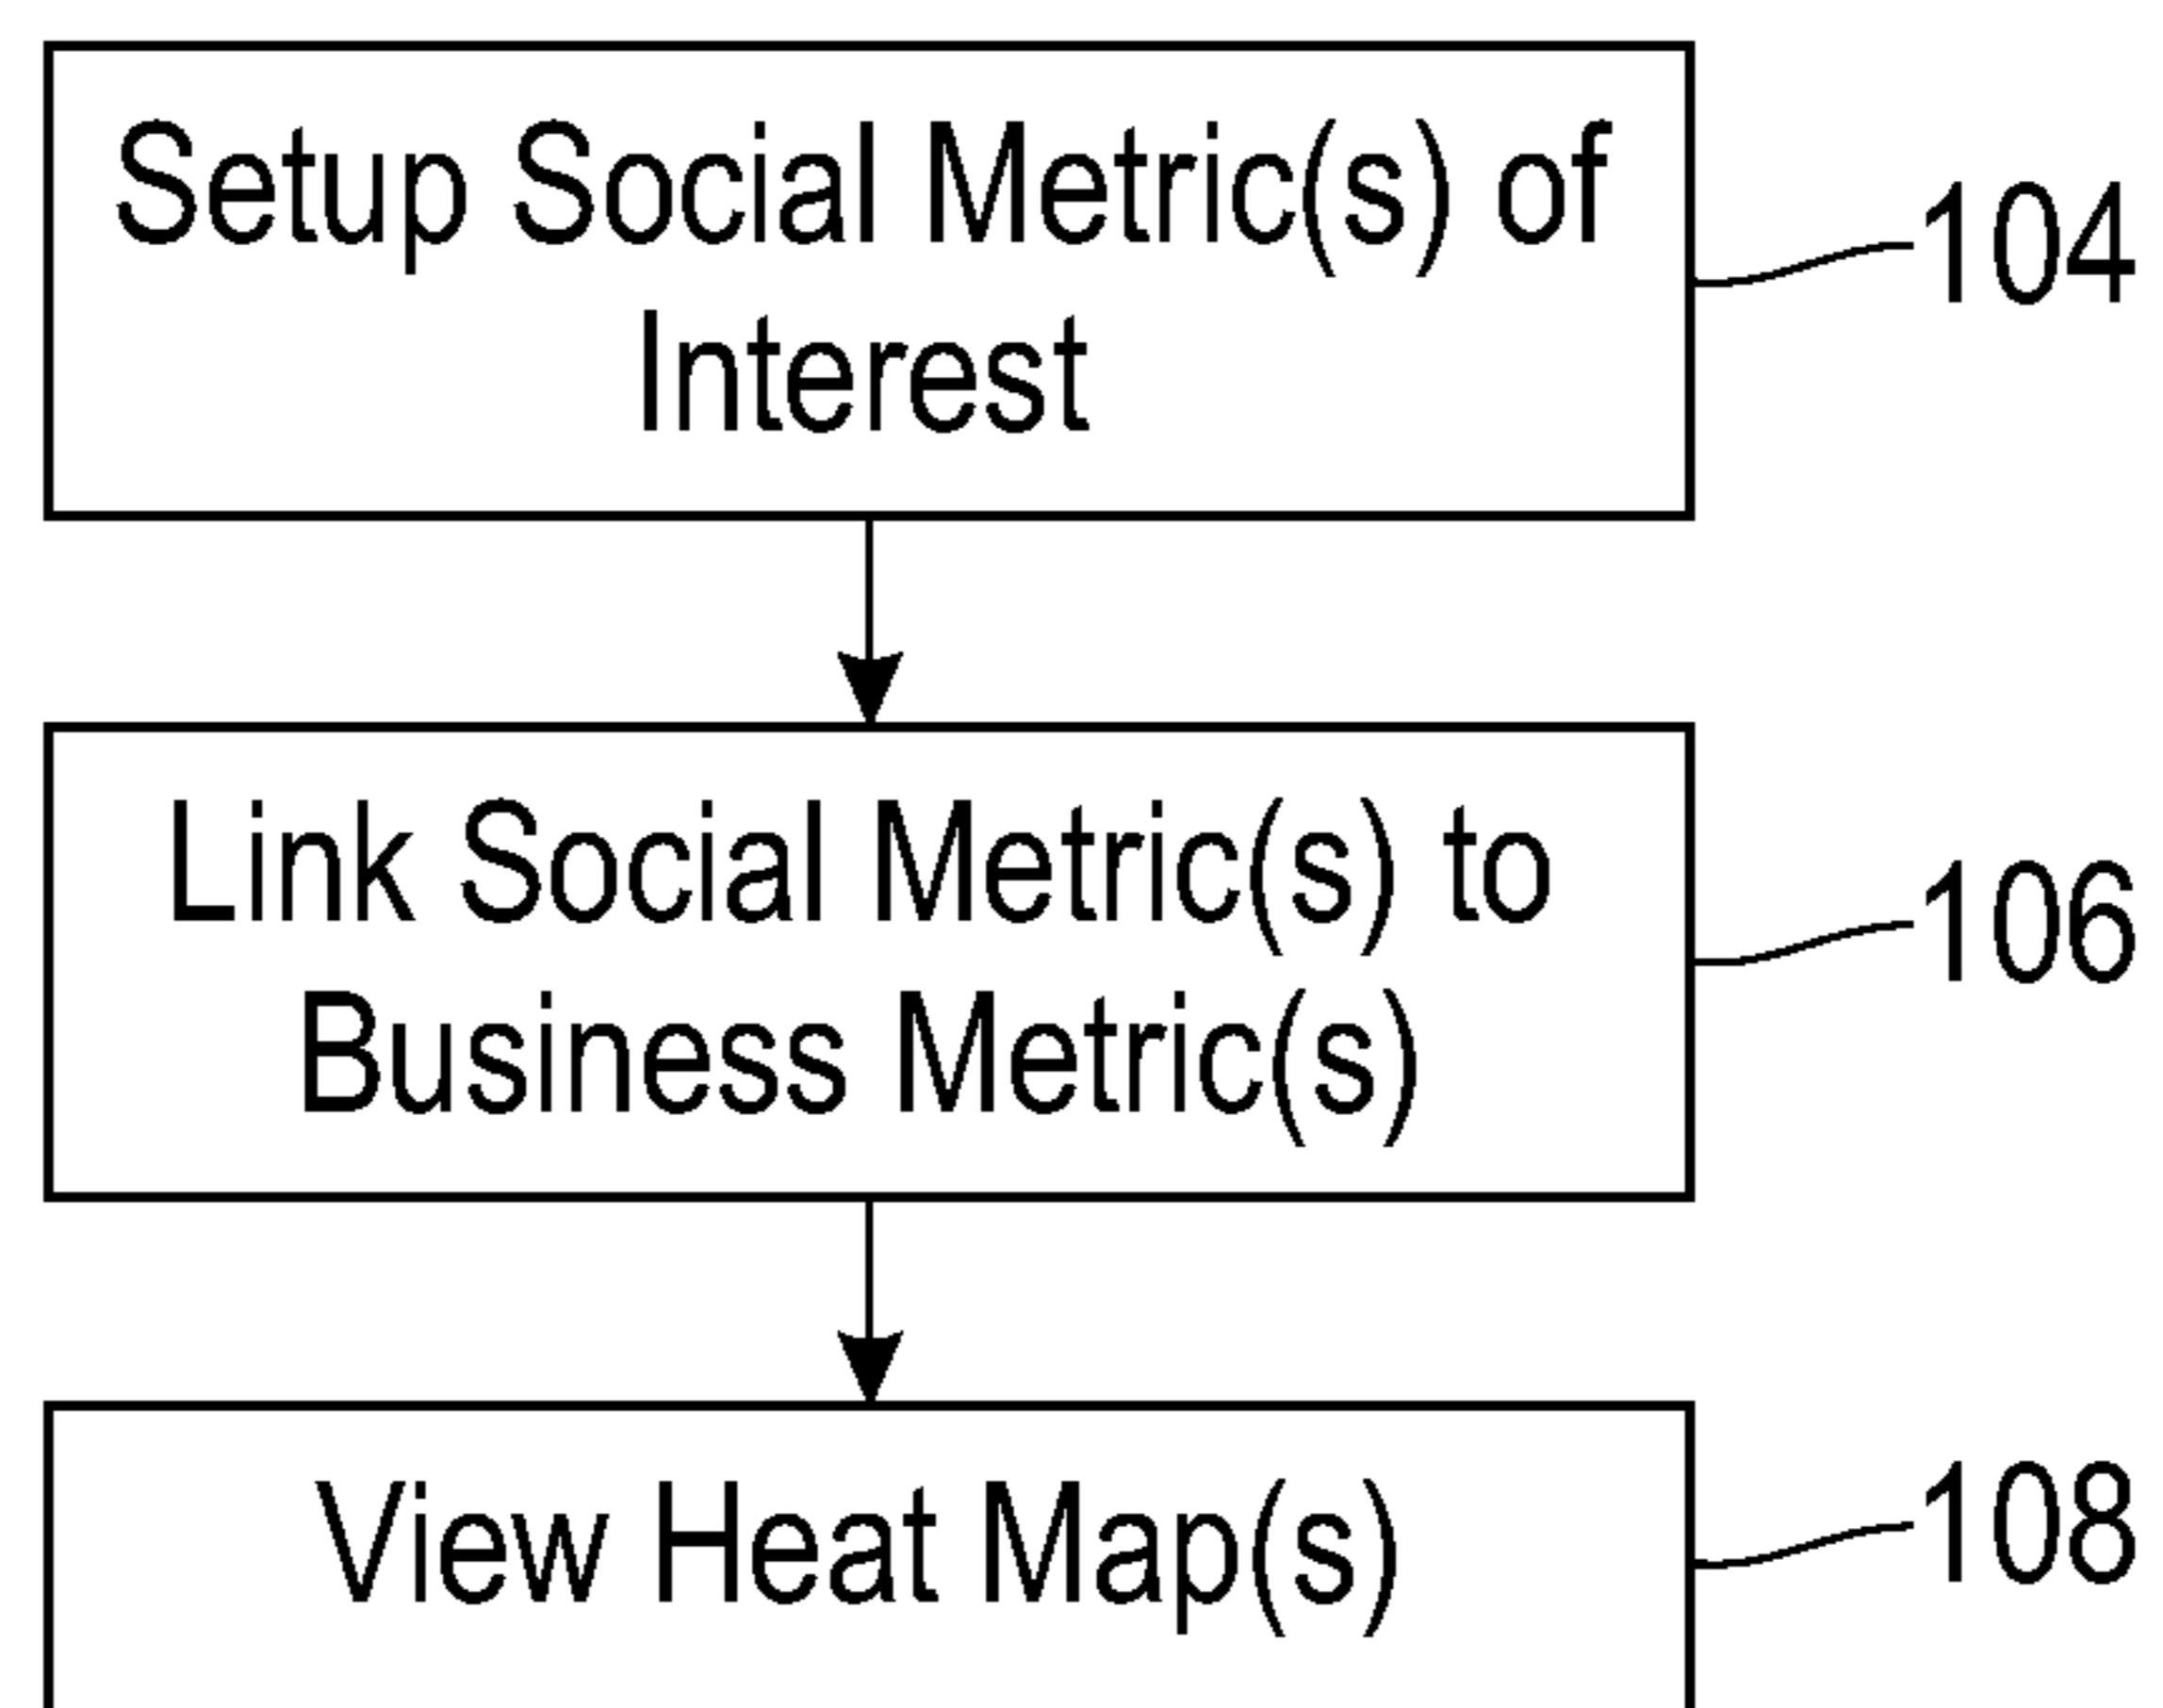 Setup Social Metric(s) of
Interest
104
Link Social Metric(s) to
Business Metric(s)
106
View Heat Map(s)
108